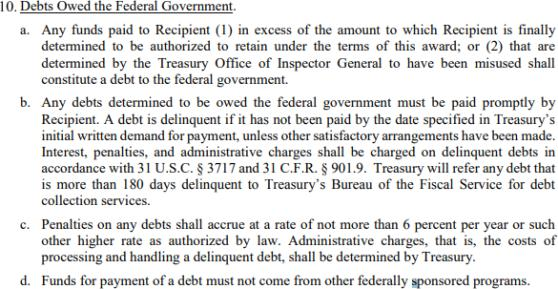 10. Debts Owed the Federal Government.
a. Any funds paid to Recipient (1) in excess of the amount to which Recipient is finally
determined to be authorized to retain under the terms of this award; or (2) that are
determined by the Treasury Office of Inspector General to have been misused shall
constitute a debt to the federal government.
b. Any debts determined to be owed the federal government must be paid promptly by
Recipient. A debt is delinquent if it has not been paid by the date specified in Treasury's
initial written demand for payment, unless other satisfactory arrangements have been made.
Interest, penalties, and administrative charges shall be charged on delinquent debts in
accordance with 31 U.S.C. § 3717 and 31 C.F.R. § 901.9. Treasury will refer any debt that
is more than 180 days delinquent to Treasury's Bureau of the Fiscal Service for debt
collection services.
c. Penalties on any debts shall accrue at a rate of not more than 6 percent per year or such
other higher rate as authorized by law. Administrative charges, that is, the costs of
processing and handling a delinquent debt, shall be determined by Treasury.
d. Funds for payment of a debt must not come from other federally sponsored programs.